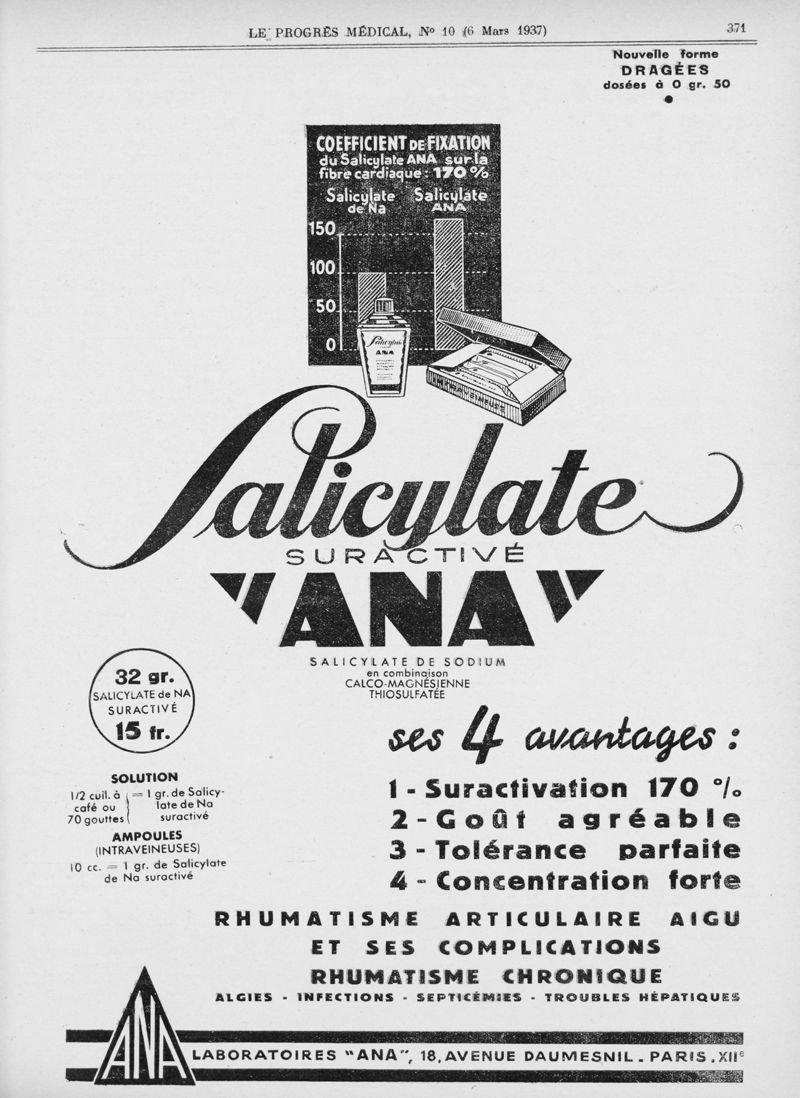 LE PROGRÈS MÉDICAL, No 10 (6 Mars 1937)
371
Nouvelle forme
DRAGÉES
dosées à 0 gr. 50
COEFFICIENT DE FIXATION
du Salicylate ANA sur la
fibre cardiaque : 170 %
Salicylate
de Na
Salicylate
ANA
150
100
50
0
Salicylate
ANA
INTRAVEINEUSE
Salicylate
SURACTIVÉ
"ANA"
SALICYLATE DE SODIUM
en combinaison
CALCO-MAGNÉSIENNE
THIOSULFATÉE
32 gr.
SALICYLATE de NA
SURACTIVÉ
15 fr.
ses 4 avantages :
1 - Suractivation 170 %
2 - Goût agréable
3 - Tolérance parfaite
4 - Concentration forte
SOLUTION
1/2 cuil. à café ou 70 gouttes = 1 gr. de Salicylate de Na suractivé
AMPOULES
(INTRAVEINEUSES)
10 cc. = 1 gr. de Salicylate
de Na suractivé
RHUMATISME ARTICULAIRE AIGU
ET SES COMPLICATIONS
RHUMATISME CHRONIQUE
ALGIES - INFECTIONS - SEPTICÉMIES - TROUBLES HÉPATIQUES
ANA
LABORATOIRES "ANA", 18, AVENUE DAUMESNIL - PARIS . XIIe